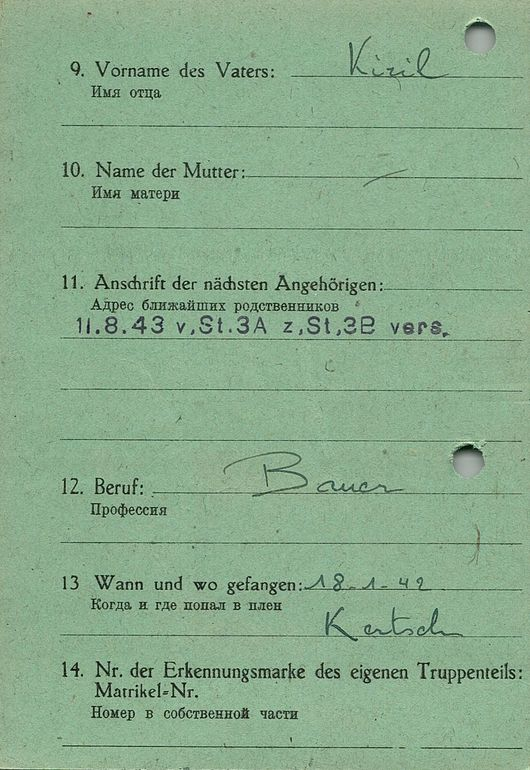 9. Vorname des Vaters: Kiril
Имя отца
10. Name der Mutter: —
Имя матери
11. Anschrift der nächsten Angehörigen:
Адрес ближайших родственников
11.8.43 v.St.3A z.St.3B vers.
12. Beruf: Bauer
Профессия
13 Wann und wo gefangen: 18-1-42
Когда и где попал в плен
Kertsch
14. Nr. der Erkennungsmarke des eigenen Truppenteils:
Matrikel-Nr.
Номер в собственной части